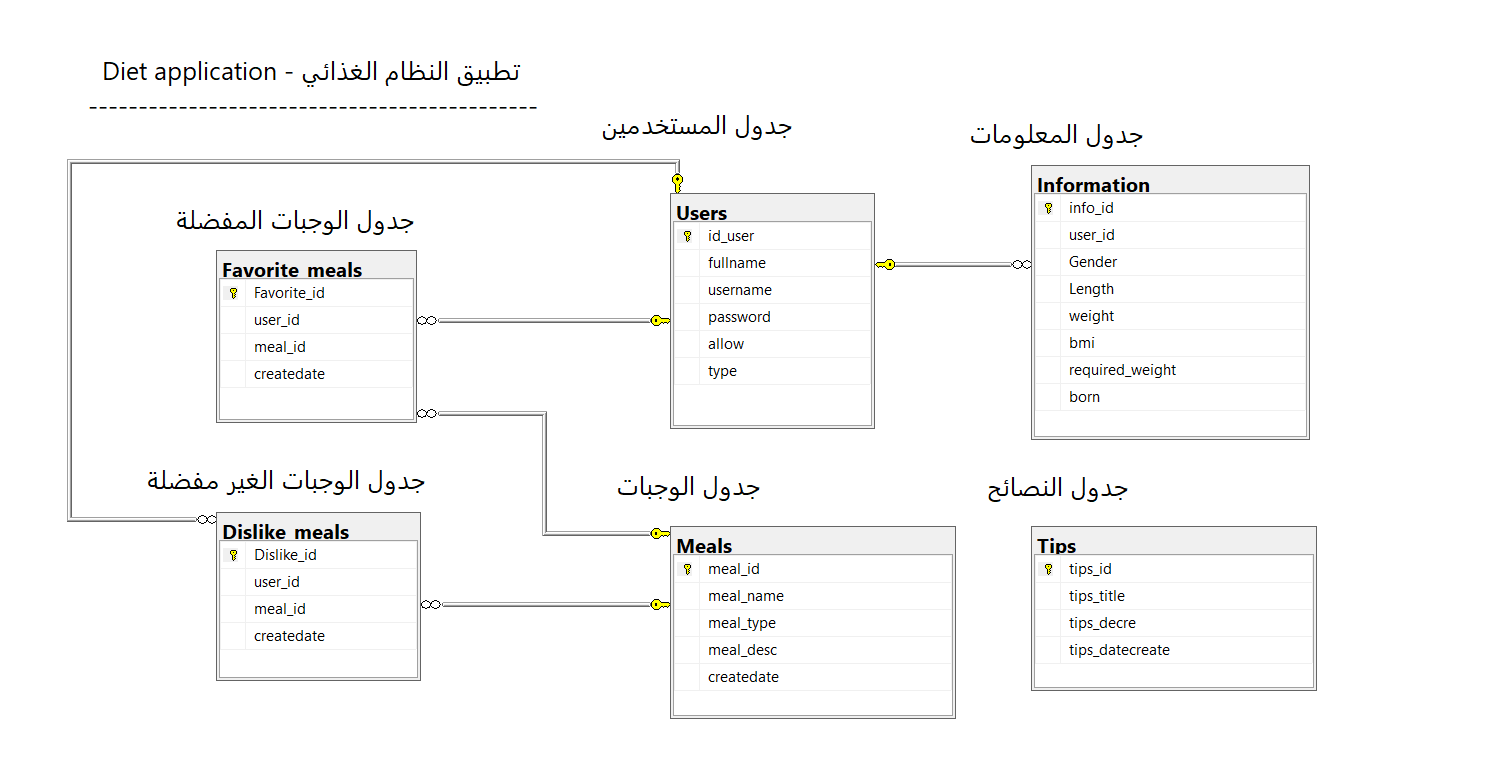 Diet application - تطبيق النظام الغذائي
--------------------------------------------
جدول المستخدمين
جدول المعلومات
جدول الوجبات المفضلة
Favorite_meals
Favorite_id
user_id
meal_id
createdate
Users
id_user
fullname
username
password
allow
type
Information
info_id
user_id
Gender
Length
weight
bmi
required_weight
born
جدول الوجبات الغير مفضلة
جدول الوجبات
جدول النصائح
Dislike_meals
Dislike_id
user_id
meal_id
createdate
Meals
meal_id
meal_name
meal_type
meal_desc
createdate
Tips
tips_id
tips_title
tips_decre
tips_datecreate